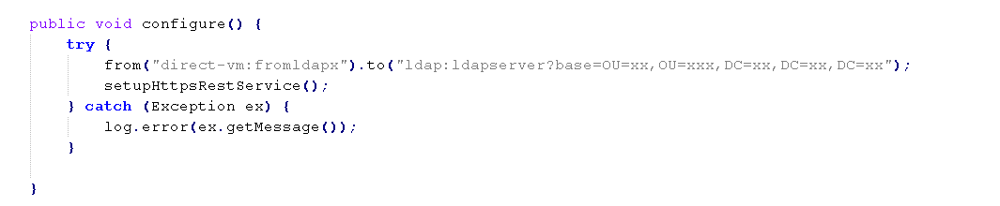 public void configure() {
try {
from("direct-vm:fromldapx").to("ldap:ldapserver?base=OU=xx,OU=xxx,DC=xx,DC=xx,DC=xx");
setupHttpsRestService();
} catch (Exception ex) {
log.error(ex.getMessage());
}
}